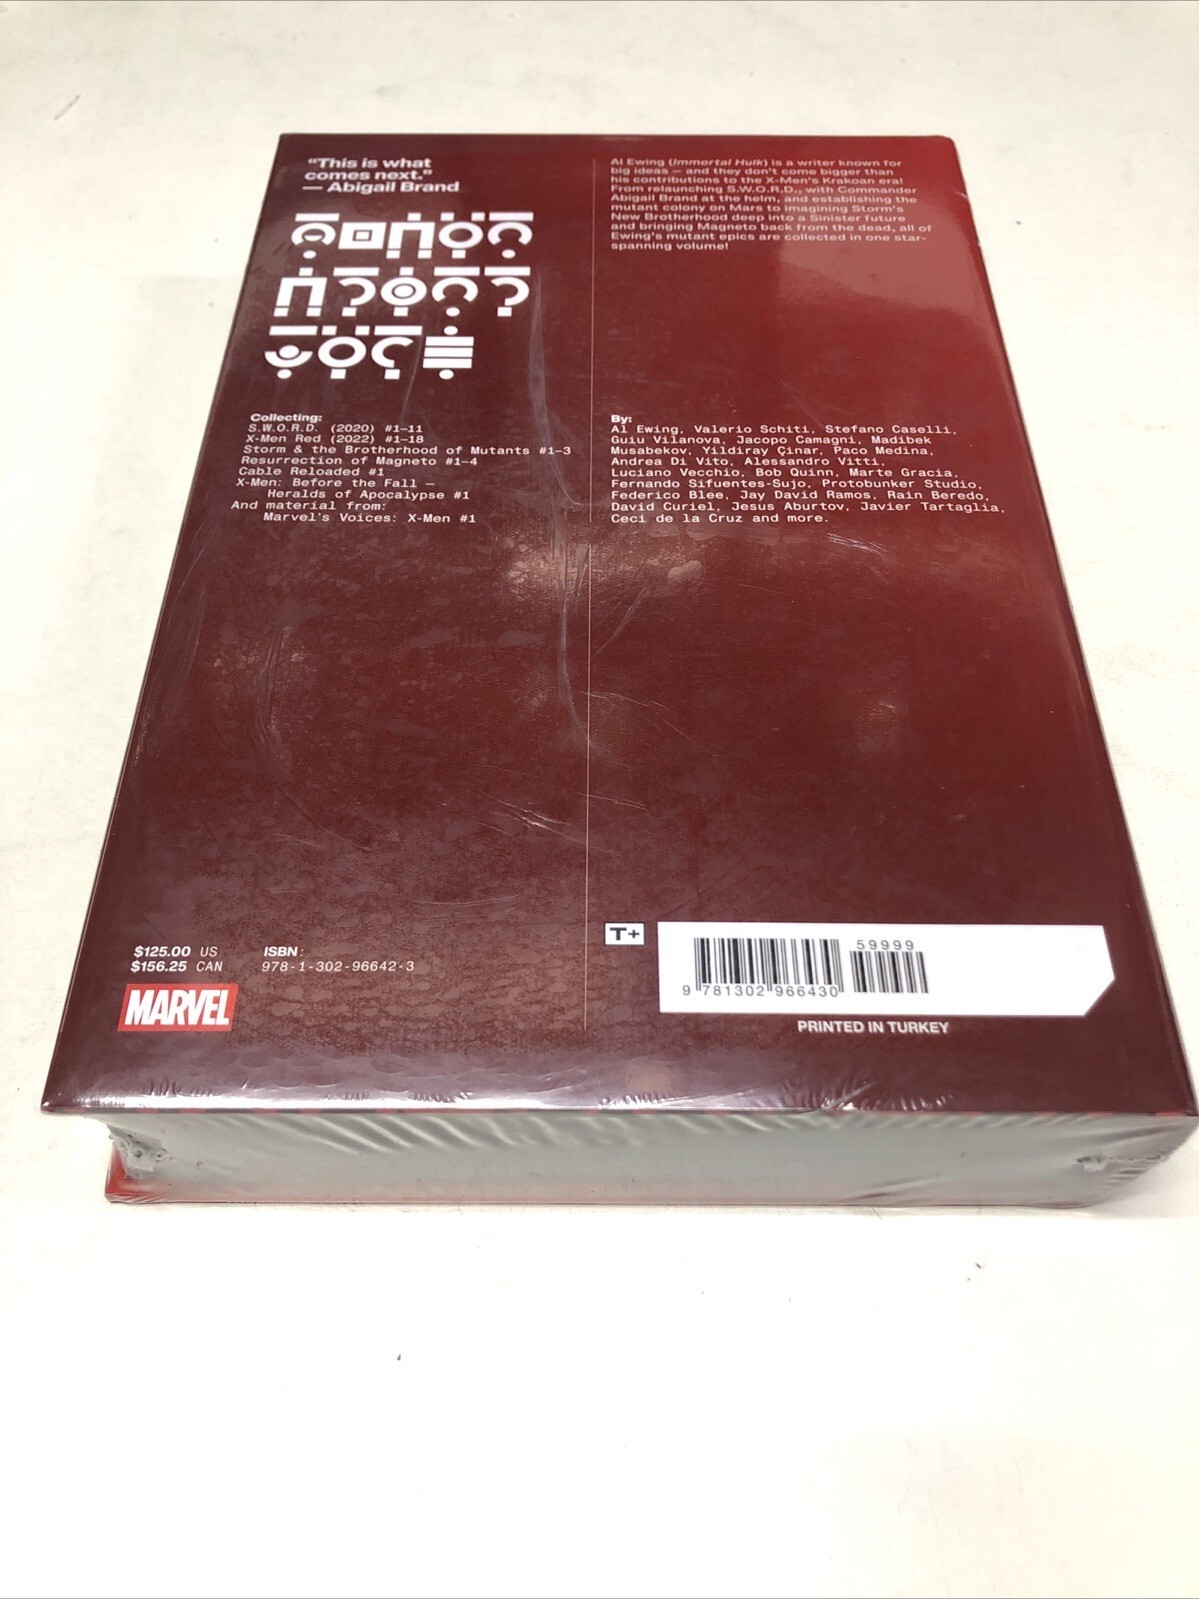 “This is what
comes next.”
— Abigail Brand
Al Ewing (Immortal Hulk) is a writer known for
big ideas — and they don't come bigger than
his contributions to the X-Men's Krakoan era!
From relaunching S.W.O.R.D., with Commander
Abigail Brand at the helm, and establishing the
mutant colony on Mars to imagining Storm's
New Brotherhood deep into a Sinister future
and bringing Magneto back from the dead, all of
Ewing's mutant epics are collected in one star-
spanning volume!
Collecting:
S.W.O.R.D. (2020) #1–11
X-Men Red (2022) #1–18
Storm & the Brotherhood of Mutants #1–3
Resurrection of Magneto #1–4
Cable Reloaded #1
X-Men: Before the Fall –
Heralds of Apocalypse #1
And material from:
Marvel's Voices: X-Men #1
By:
Al Ewing, Valerio Schiti, Stefano Caselli,
Guiu Vilanova, Jacopo Camagni, Madibek
Musabekov, Yildiray Çinar, Paco Medina,
Andrea Di Vito, Alessandro Vitti,
Luciano Vecchio, Bob Quinn, Marte Gracia,
Fernando Sifuentes-Sujo, Protobunker Studio,
Federico Blee, Jay David Ramos, Rain Beredo,
David Curiel, Jesus Aburtov, Javier Tartaglia,
Ceci de la Cruz and more.
$125.00 US
$156.25 CAN
ISBN:
978-1-302-96642-3
MARVEL
T+
59999
9 781302 966430
PRINTED IN TURKEY